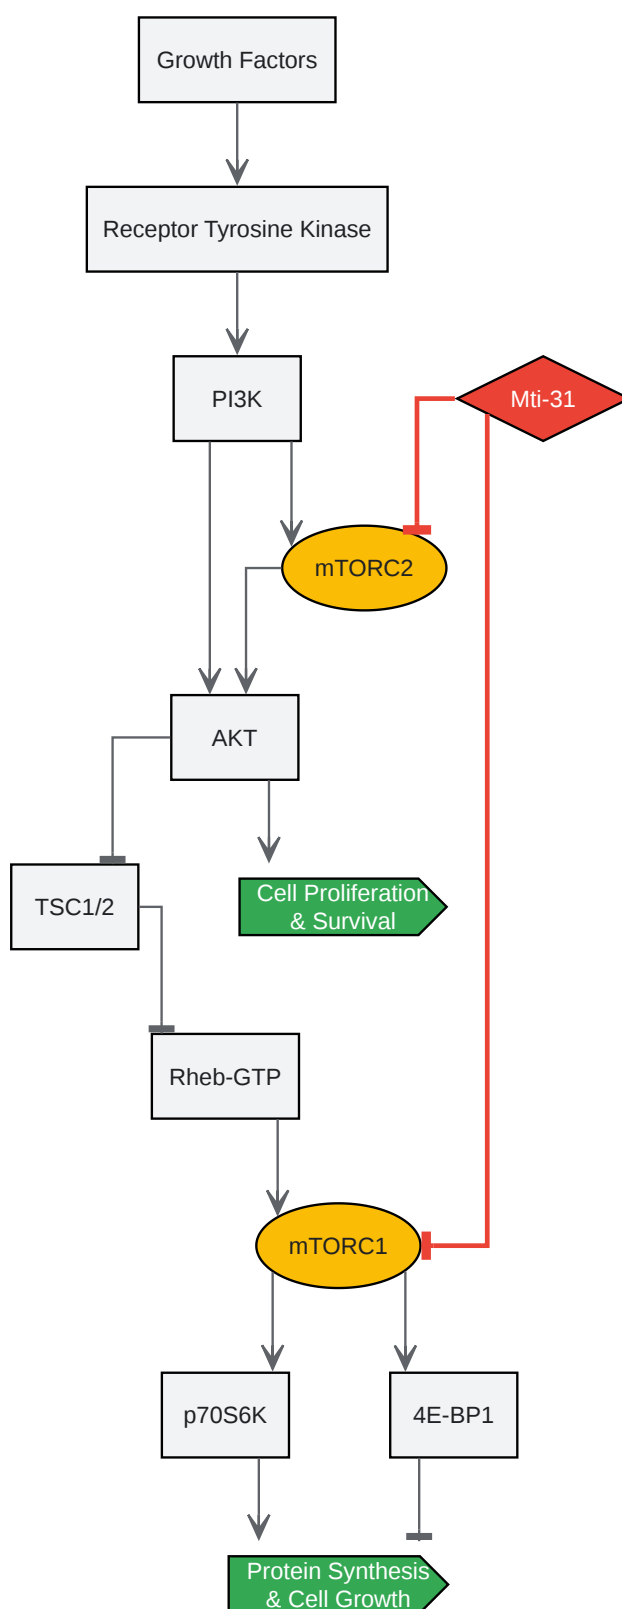 Growth Factors
Receptor Tyrosine Kinase
PI3K
Mti-31
mTORC2
AKT
Cell Proliferation
& Survival
TSC1/2
Rheb-GTP
mTORC1
p70S6K
4E-BP1
Protein Synthesis
& Cell Growth